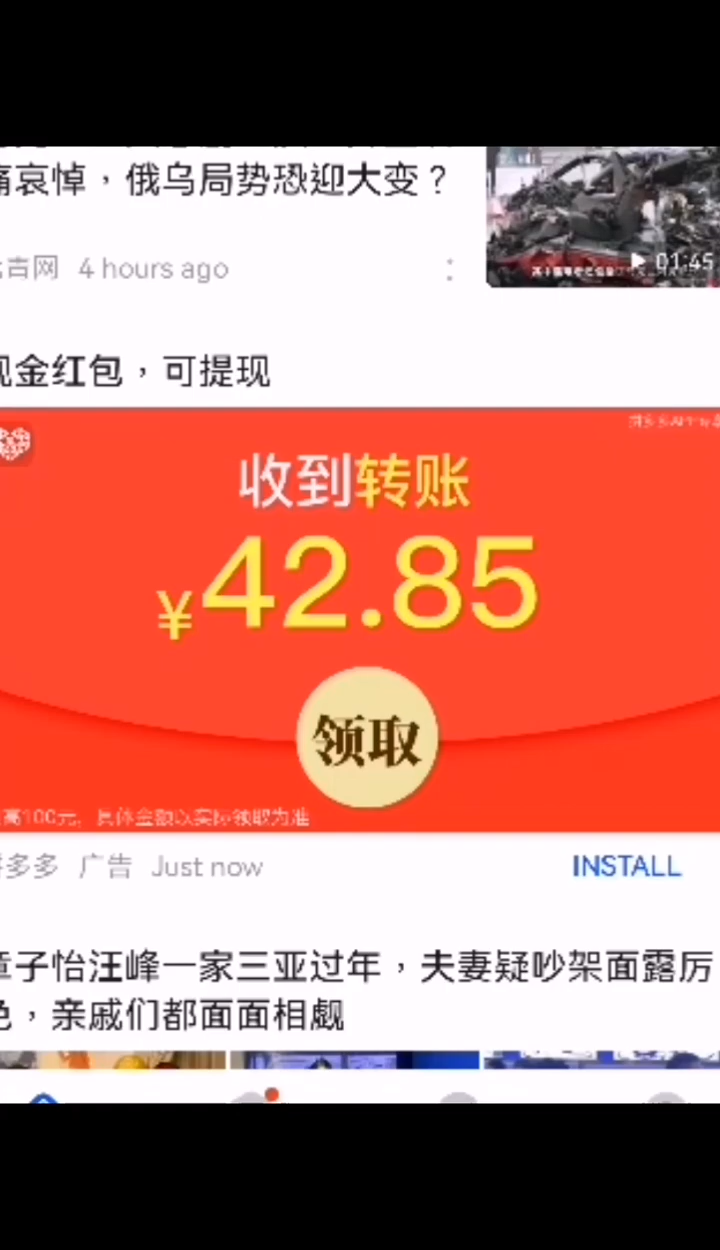 痛哀悼，俄乌局势恐迎大变？
吉网 4 hours ago
01:45
现金红包，可提现
收到转账
¥42.85
领取
高100元，具体金额以实际领取为准
拼多多 广告 Just now
INSTALL
章子怡汪峰一家三亚过年，夫妻疑吵架面露厉
色，亲戚们都面面相觑